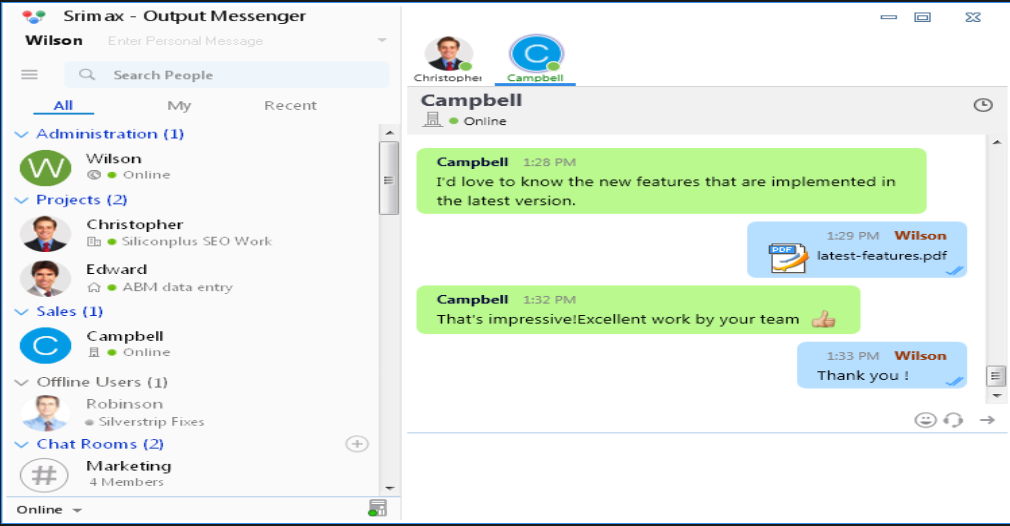 Srimax - Output Messenger
Wilson Enter Personal Message
Search People
All My Recent
Administration (1)
W
Wilson
Online
Projects (2)
Christopher
Siliconplus SEO Work
Edward
ABM data entry
Sales (1)
C
Campbell
Online
Offline Users (1)
Robinson
Silverstrip Fixes
Chat Rooms (2)
#
Marketing
4 Members
Online
C
Christopher Campbell
Campbell
Online
Campbell 1:28 PM
I'd love to know the new features that are implemented in
the latest version.
1:29 PM Wilson
PDF
latest-features.pdf
Campbell 1:32 PM
That's impressive!Excellent work by your team
1:33 PM Wilson
Thank you !